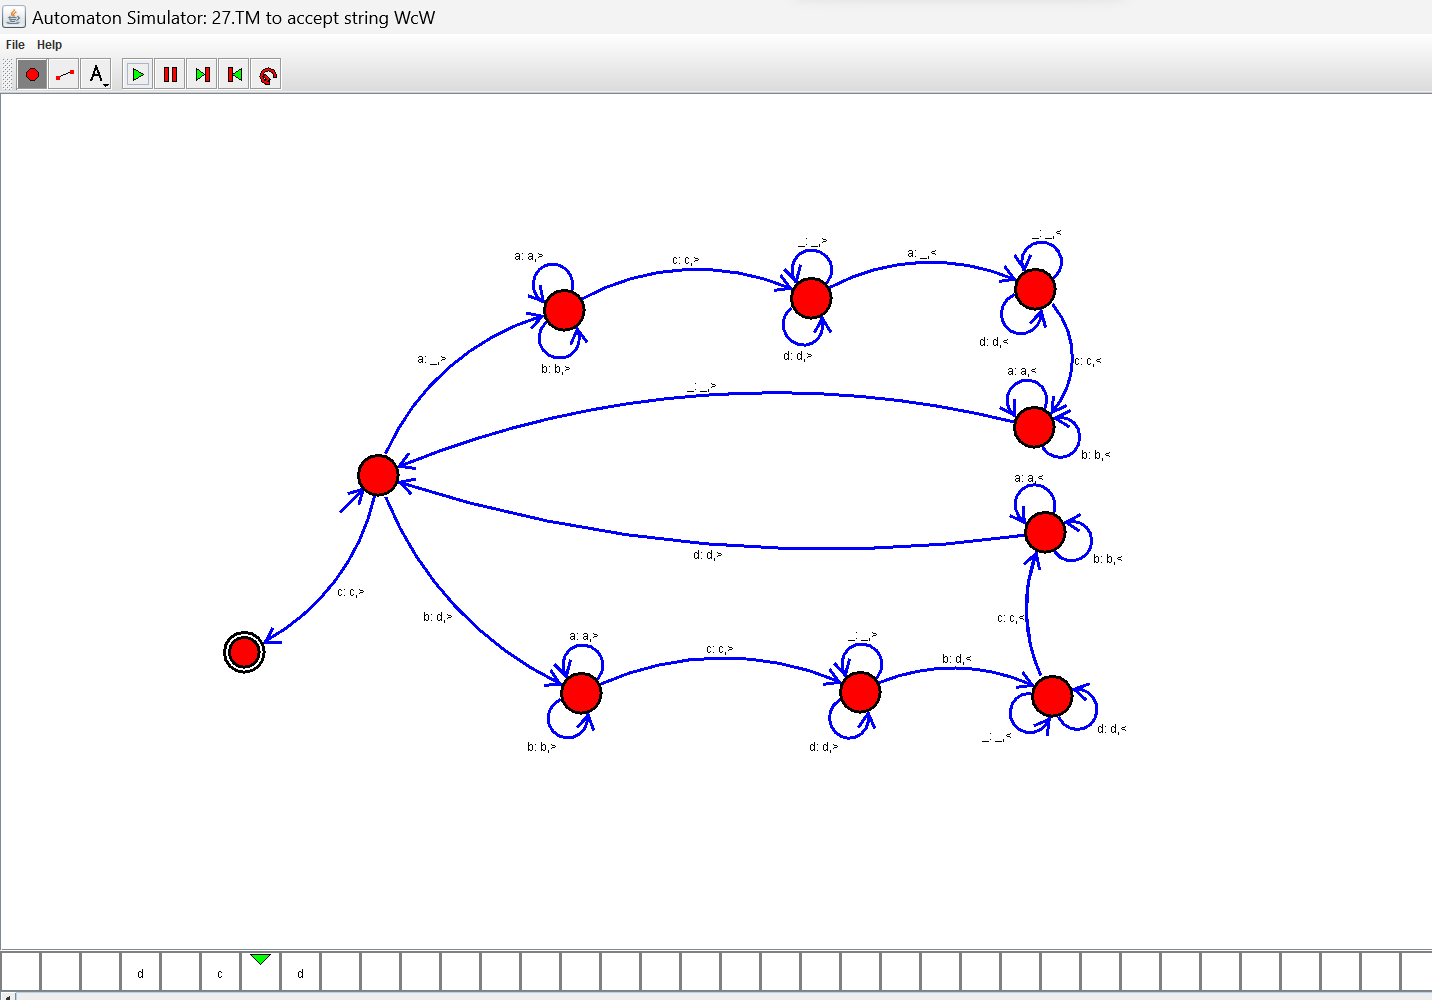 Automaton Simulator: 27.TM to accept string WcW
File Help
A
_: _,<
_: _,>
a: _,<
a: a,>
c: c,>
d: d,<
d: d,>
a: _,>
b: b,>
c: c,<
a: a,<
_: _,>
b: b,<
a: a,<
d: d,>
b: b,<
c: c,>
b: d,>
c: c,<
a: a,>
_: _,>
c: c,>
b: d,<
d: d,<
_: _,<
b: b,>
d: d,>
d c d